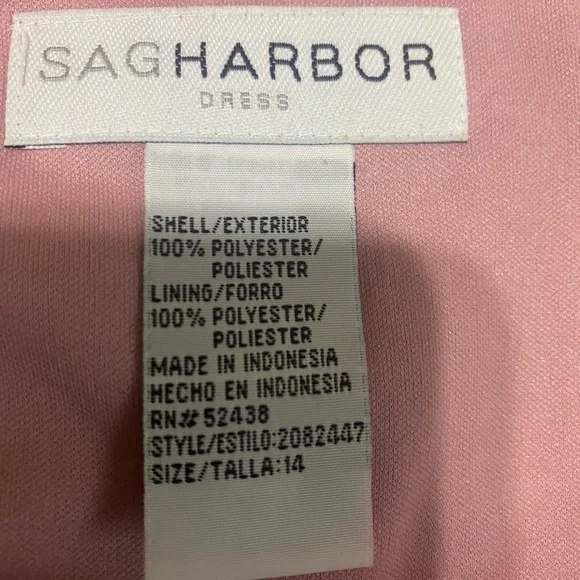 SAGHARBOR
DRESS
SHELL/EXTERIOR
100% POLYESTER/
POLIESTER
LINING/FORRO
100% POLYESTER/
POLIESTER
MADE IN INDONESIA
HECHO EN INDONESIA
RN# 52438
STYLE/ESTILO:2082447
SIZE/TALLA:14